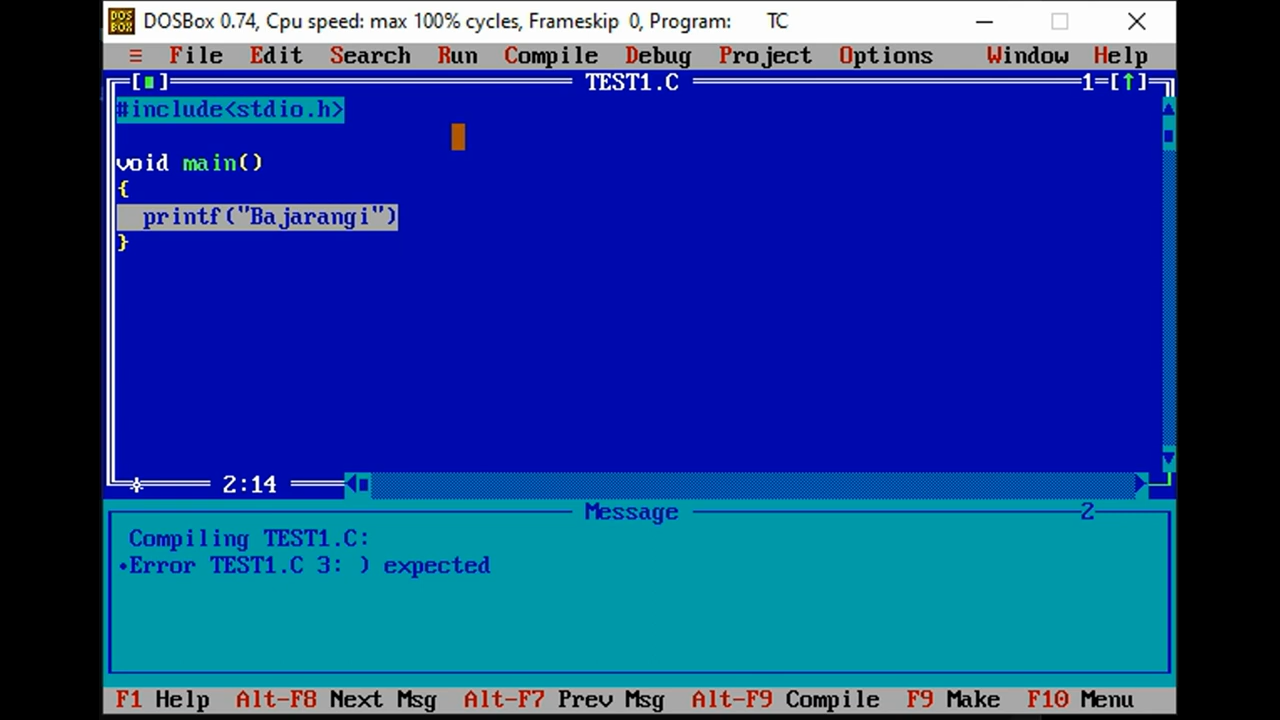 DOSBox 0.74, Cpu speed: max 100% cycles, Frameskip 0, Program: TC
≡ File Edit Search Run Compile Debug Project Options Window Help
[■] TEST1.C 1=[↑]
#include<stdio.h>
void main()
{
printf("Bajarangi")
}
2:14
Message 2
Compiling TEST1.C:
•Error TEST1.C 3: ) expected
F1 Help Alt-F8 Next Msg Alt-F7 Prev Msg Alt-F9 Compile F9 Make F10 Menu